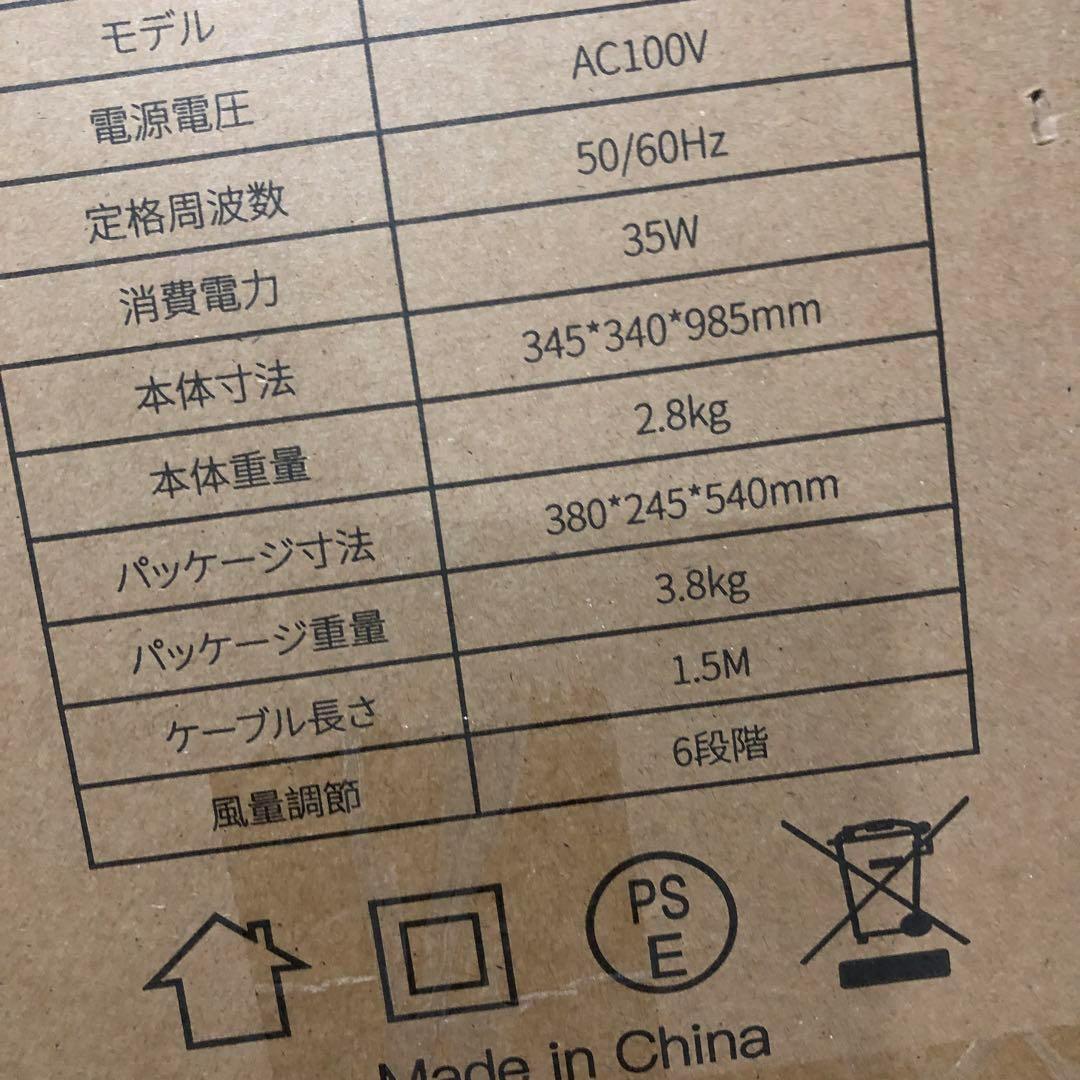 モデル
電源電圧 AC100V
定格周波数 50/60Hz
消費電力 35W
本体寸法 345*340*985mm
本体重量 2.8kg
パッケージ寸法 380*245*540mm
パッケージ重量 3.8kg
ケーブル長さ 1.5M
風量調節 6段階
PS
E
Made in China